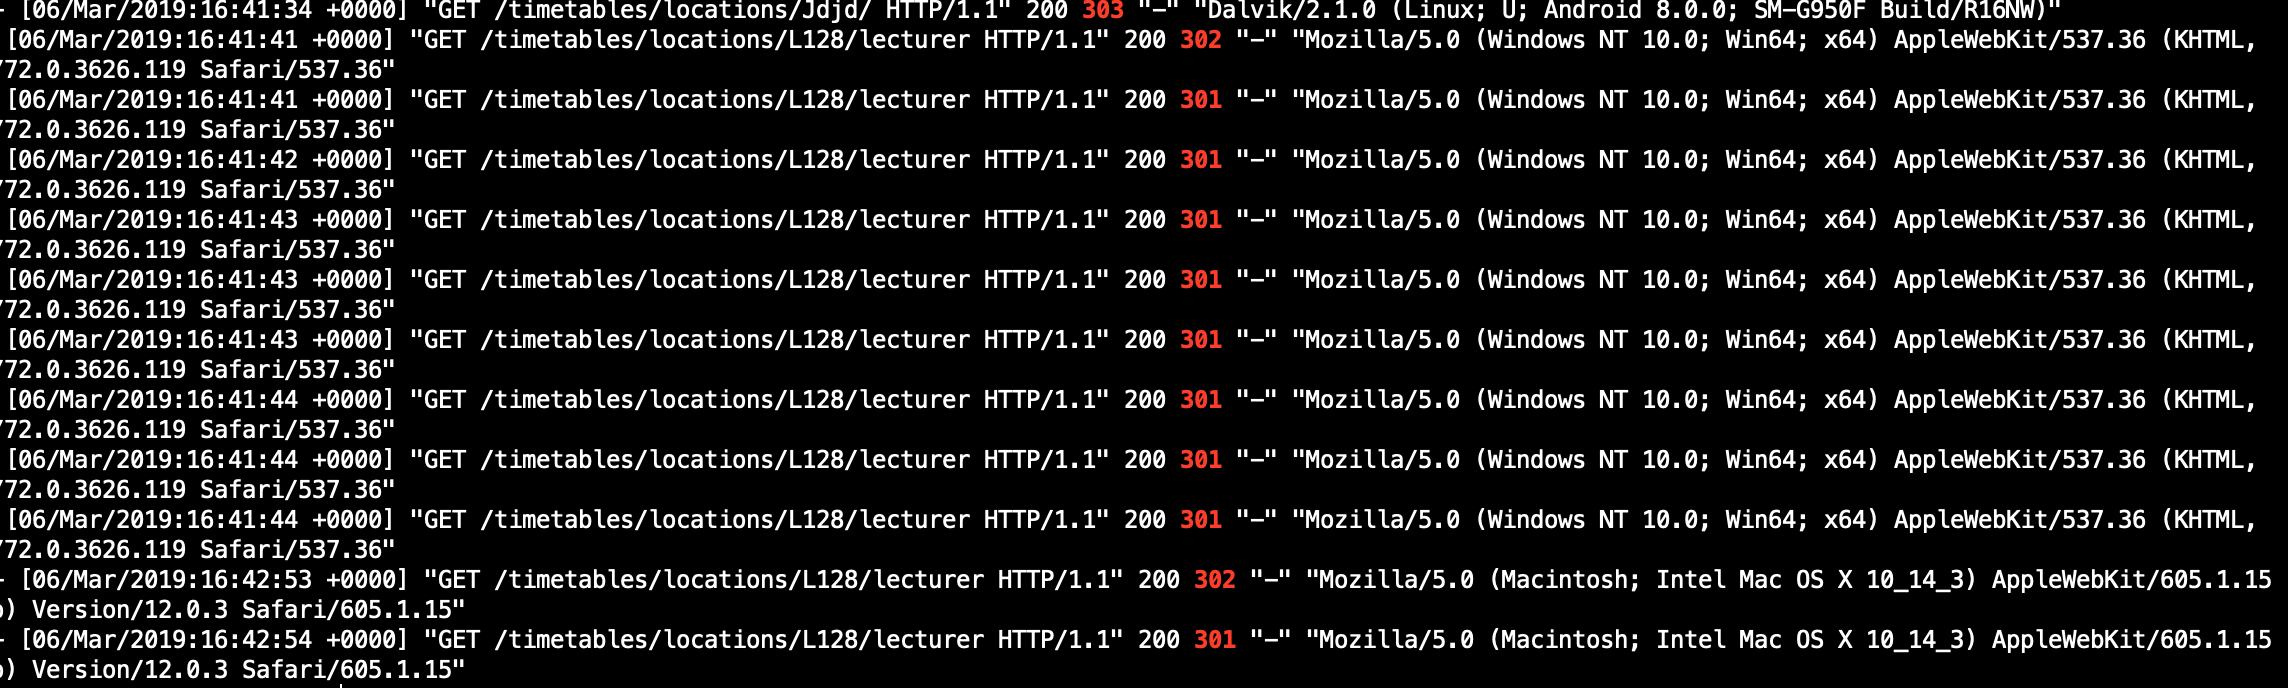 - [06/Mar/2019:16:41:34 +0000] "GET /timetables/locations/Jdjd/ HTTP/1.1" 200 303 "-" "Dalvik/2.1.0 (Linux; U; Android 8.0.0; SM-G950F Build/R16NW)"
[06/Mar/2019:16:41:41 +0000] "GET /timetables/locations/L128/lecturer HTTP/1.1" 200 302 "-" "Mozilla/5.0 (Windows NT 10.0; Win64; x64) AppleWebKit/537.36 (KHTML,
/72.0.3626.119 Safari/537.36"
[06/Mar/2019:16:41:41 +0000] "GET /timetables/locations/L128/lecturer HTTP/1.1" 200 301 "-" "Mozilla/5.0 (Windows NT 10.0; Win64; x64) AppleWebKit/537.36 (KHTML,
/72.0.3626.119 Safari/537.36"
[06/Mar/2019:16:41:42 +0000] "GET /timetables/locations/L128/lecturer HTTP/1.1" 200 301 "-" "Mozilla/5.0 (Windows NT 10.0; Win64; x64) AppleWebKit/537.36 (KHTML,
/72.0.3626.119 Safari/537.36"
[06/Mar/2019:16:41:43 +0000] "GET /timetables/locations/L128/lecturer HTTP/1.1" 200 301 "-" "Mozilla/5.0 (Windows NT 10.0; Win64; x64) AppleWebKit/537.36 (KHTML,
/72.0.3626.119 Safari/537.36"
[06/Mar/2019:16:41:43 +0000] "GET /timetables/locations/L128/lecturer HTTP/1.1" 200 301 "-" "Mozilla/5.0 (Windows NT 10.0; Win64; x64) AppleWebKit/537.36 (KHTML,
/72.0.3626.119 Safari/537.36"
[06/Mar/2019:16:41:43 +0000] "GET /timetables/locations/L128/lecturer HTTP/1.1" 200 301 "-" "Mozilla/5.0 (Windows NT 10.0; Win64; x64) AppleWebKit/537.36 (KHTML,
/72.0.3626.119 Safari/537.36"
[06/Mar/2019:16:41:44 +0000] "GET /timetables/locations/L128/lecturer HTTP/1.1" 200 301 "-" "Mozilla/5.0 (Windows NT 10.0; Win64; x64) AppleWebKit/537.36 (KHTML,
/72.0.3626.119 Safari/537.36"
[06/Mar/2019:16:41:44 +0000] "GET /timetables/locations/L128/lecturer HTTP/1.1" 200 301 "-" "Mozilla/5.0 (Windows NT 10.0; Win64; x64) AppleWebKit/537.36 (KHTML,
/72.0.3626.119 Safari/537.36"
[06/Mar/2019:16:41:44 +0000] "GET /timetables/locations/L128/lecturer HTTP/1.1" 200 301 "-" "Mozilla/5.0 (Windows NT 10.0; Win64; x64) AppleWebKit/537.36 (KHTML,
/72.0.3626.119 Safari/537.36"
- [06/Mar/2019:16:42:53 +0000] "GET /timetables/locations/L128/lecturer HTTP/1.1" 200 302 "-" "Mozilla/5.0 (Macintosh; Intel Mac OS X 10_14_3) AppleWebKit/605.1.15
) Version/12.0.3 Safari/605.1.15"
- [06/Mar/2019:16:42:54 +0000] "GET /timetables/locations/L128/lecturer HTTP/1.1" 200 301 "-" "Mozilla/5.0 (Macintosh; Intel Mac OS X 10_14_3) AppleWebKit/605.1.15
) Version/12.0.3 Safari/605.1.15"